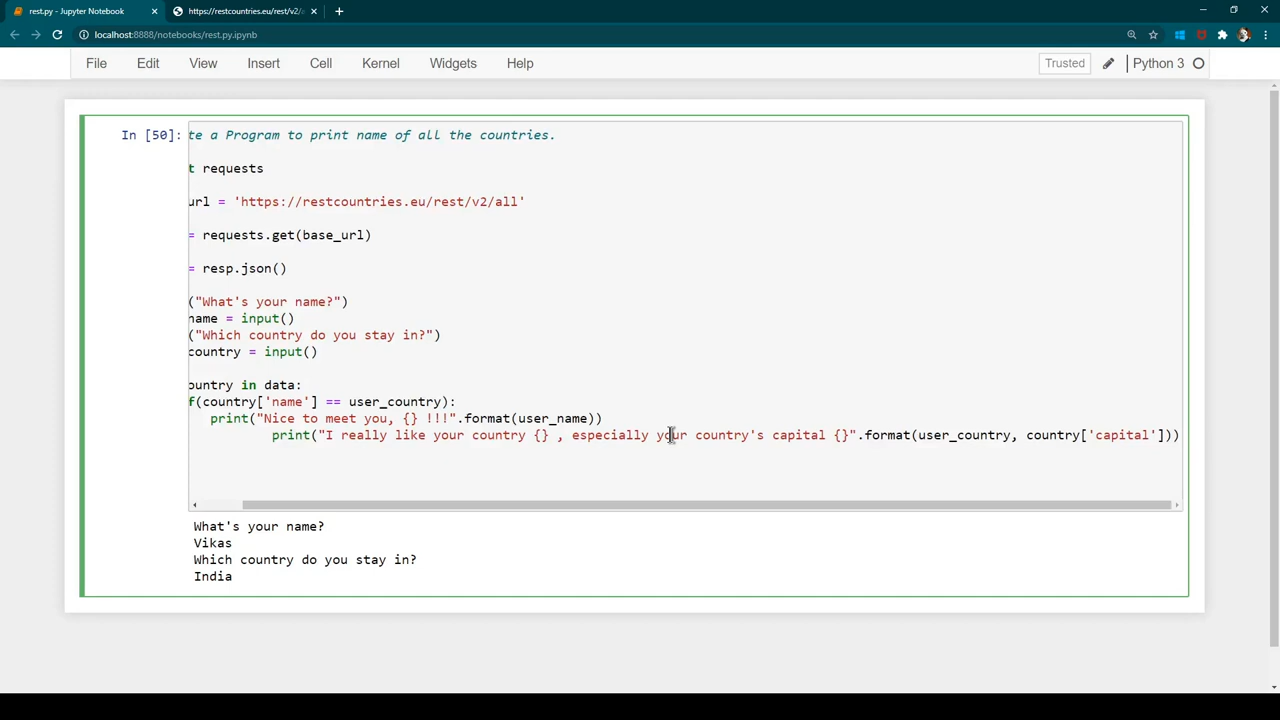 rest.py - Jupyter Notebook
https://restcountries.eu/rest/v2/a
localhost:8888/notebooks/rest.py.ipynb
File Edit View Insert Cell Kernel Widgets Help Trusted Python 3
In [50]:
te a Program to print name of all the countries.
t requests
url = 'https://restcountries.eu/rest/v2/all'
= requests.get(base_url)
= resp.json()
("What's your name?")
name = input()
("Which country do you stay in?")
country = input()
ountry in data:
f(country['name'] == user_country):
print("Nice to meet you, {} !!!".format(user_name))
print("I really like your country {} , especially your country's capital {}".format(user_country, country['capital']))
What's your name?
Vikas
Which country do you stay in?
India